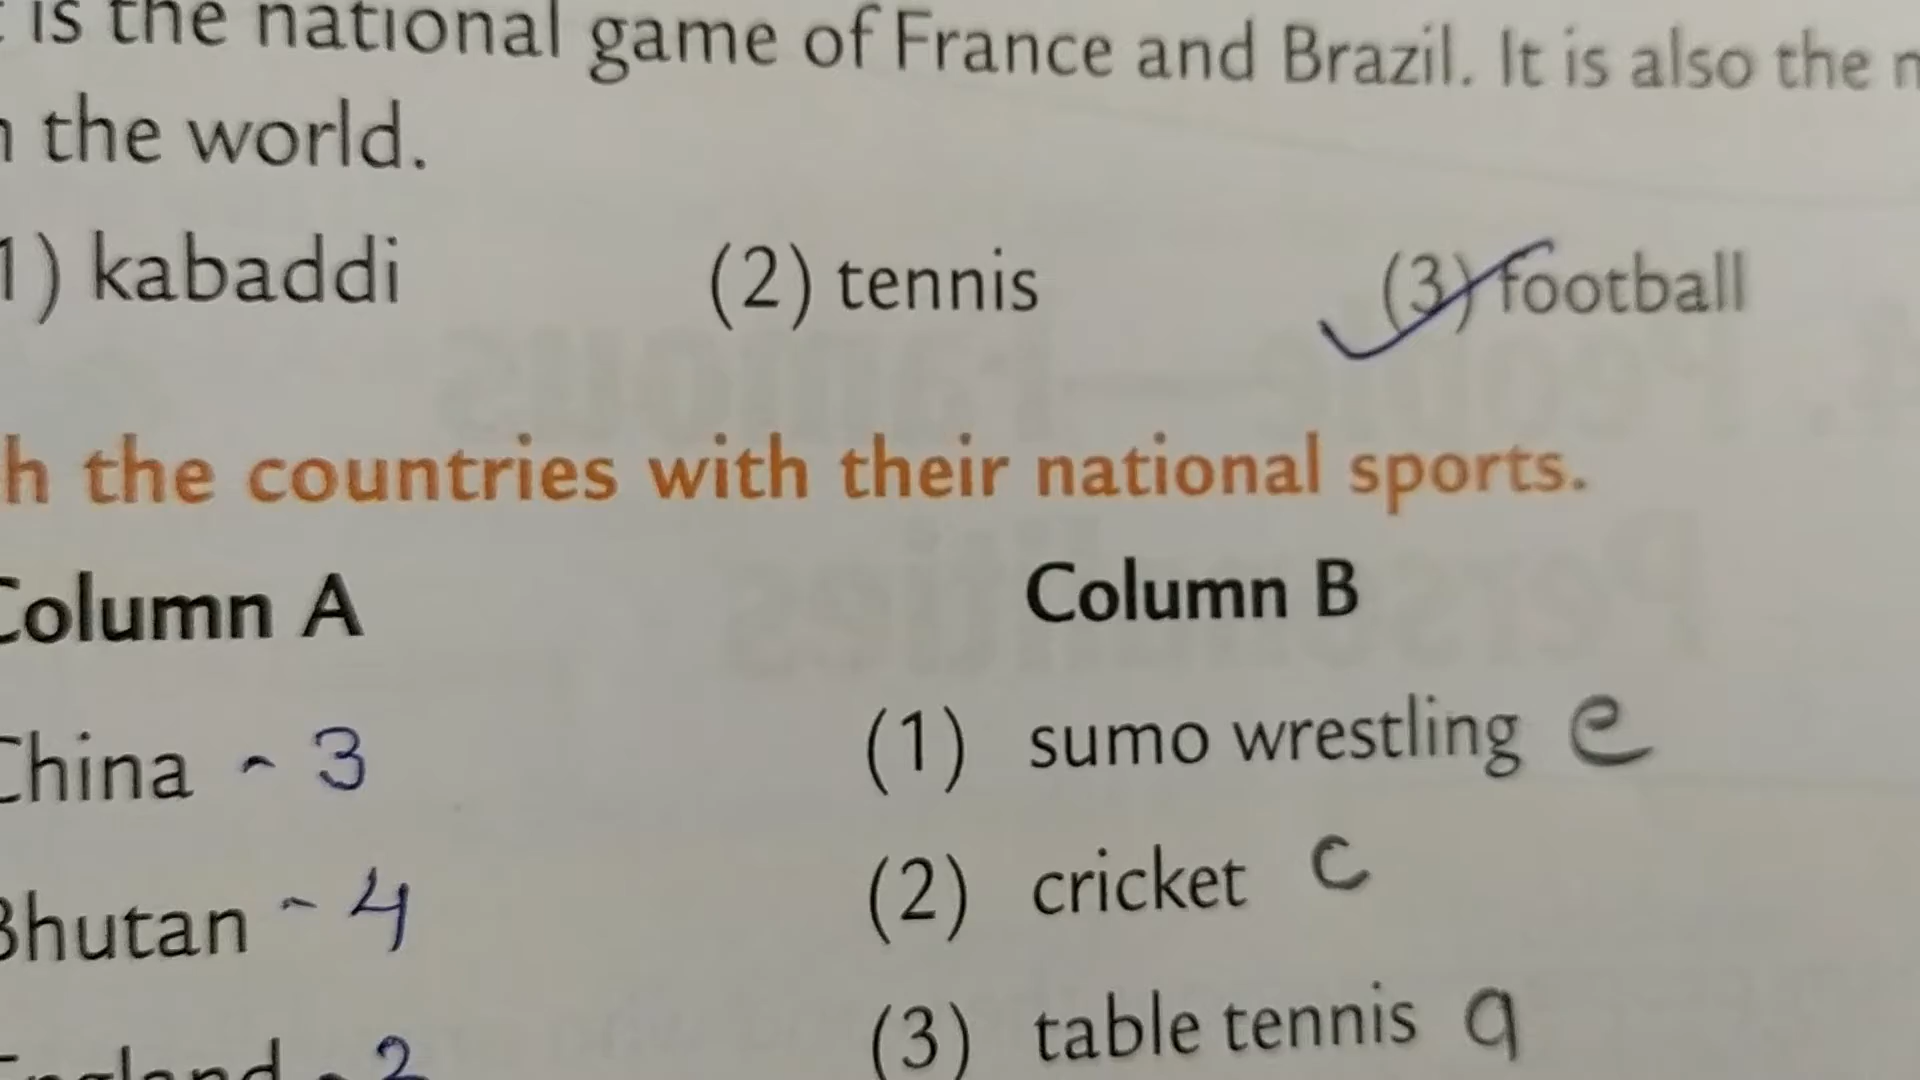 is the national game of France and Brazil. It is also the
the world.
1) kabaddi (2) tennis (3) football
the countries with their national sports.
Column A Column B
China - 3 (1) sumo wrestling e
Bhutan - 4 (2) cricket c
England - 2 (3) table tennis a